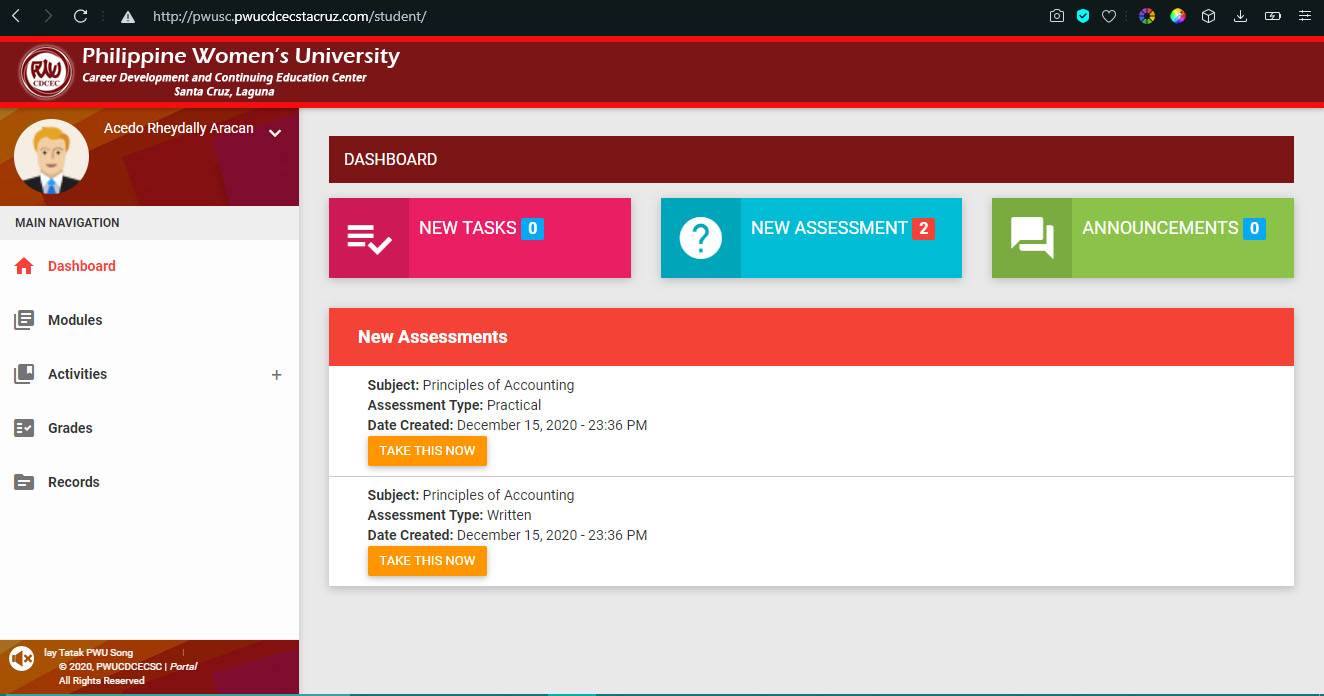 http://pwusc.pwucdcecstacruz.com/student/
Philippine Women's University
Career Development and Continuing Education Center
Santa Cruz, Laguna
PWU
CDCEC
Acedo Rheydally Aracan
MAIN NAVIGATION
Dashboard
Modules
Activities +
Grades
Records
lay Tatak PWU Song
© 2020, PWUCDCECSC | Portal
All Rights Reserved
DASHBOARD
NEW TASKS 0
NEW ASSESSMENT 2
ANNOUNCEMENTS 0
New Assessments
Subject: Principles of Accounting
Assessment Type: Practical
Date Created: December 15, 2020 - 23:36 PM
TAKE THIS NOW
Subject: Principles of Accounting
Assessment Type: Written
Date Created: December 15, 2020 - 23:36 PM
TAKE THIS NOW